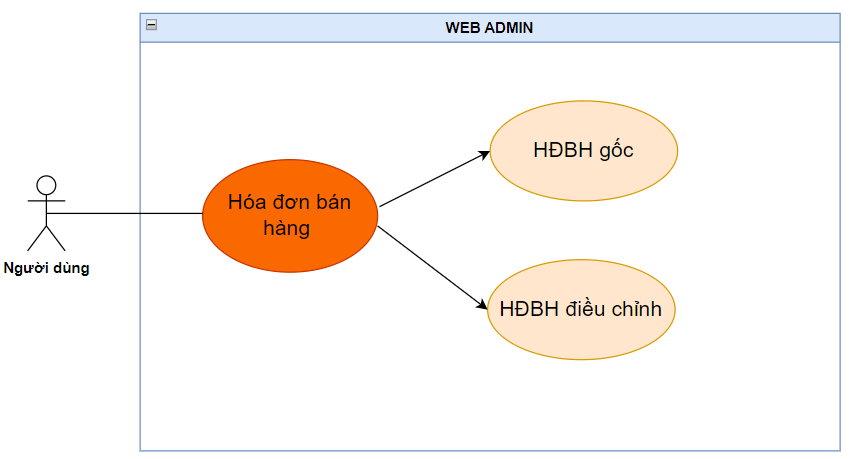 WEB ADMIN
HĐBH gốc
Hóa đơn bán
hàng
Người dùng
HĐBH điều chỉnh